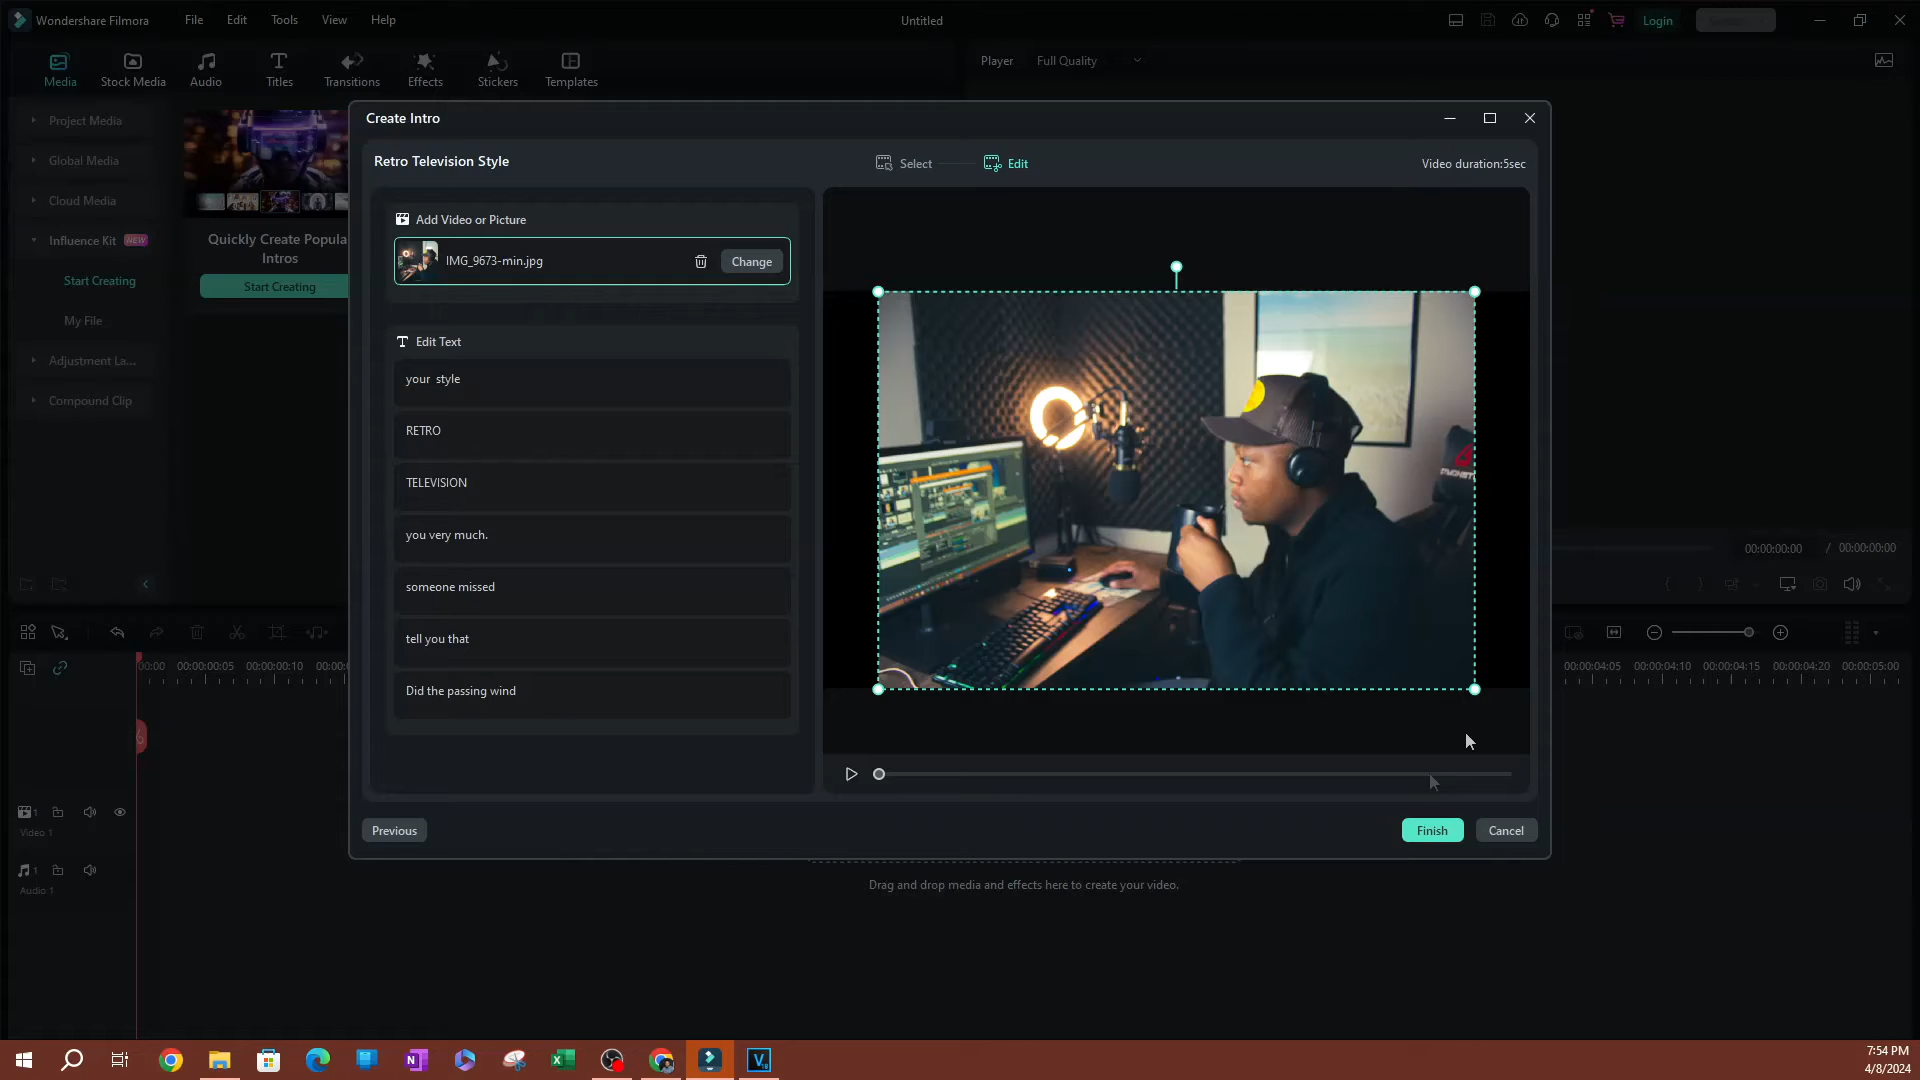 Wondershare Filmora
File Edit Tools View Help
Untitled
Login
Media
Stock Media
Audio
Titles
Transitions
Effects
Stickers
Templates
Player
Full Quality
Project Media
Global Media
Cloud Media
Influence Kit NEW
Start Creating
My File
Adjustment La...
Compound Clip
Quickly Create Popula
Intros
Start Creating
Create Intro
Retro Television Style
Select
Edit
Video duration:5sec
Add Video or Picture
IMG_9673-min.jpg
Change
Edit Text
your style
RETRO
TELEVISION
you very much.
someone missed
tell you that
Did the passing wind
Previous
Finish
Cancel
00:00:00:00 / 00:00:00:00
00:00 00:00:00:05 00:00:00:10
00:00:04:05 00:00:04:10 00:00:04:15 00:00:04:20 00:00:05:00
1
Video 1
1
Audio 1
Drag and drop media and effects here to create your video.
7:54 PM
4/8/2024